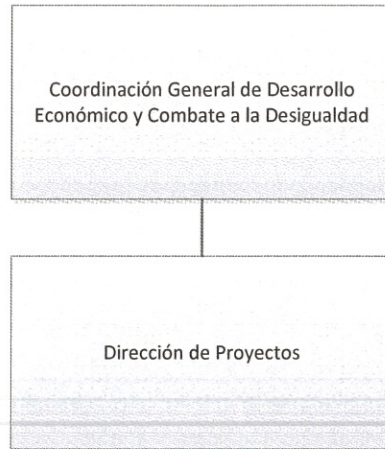 Coordinación General de Desarrollo
Económico y Combate a la Desigualdad
Dirección de Proyectos